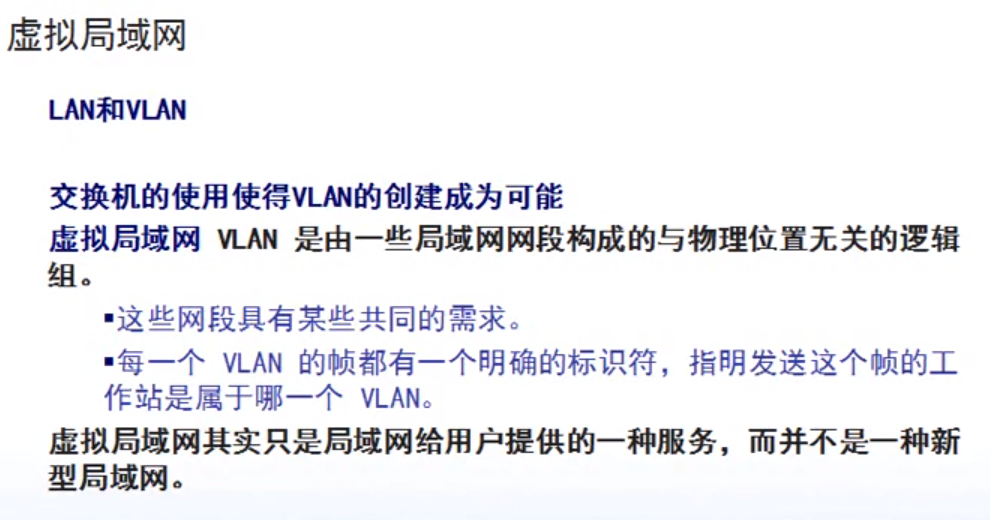 虚拟局域网
LAN和VLAN
交换机的使用使得VLAN的创建成为可能
虚拟局域网 VLAN 是由一些局域网网段构成的与物理位置无关的逻辑
组。
▪这些网段具有某些共同的需求。
▪每一个 VLAN 的帧都有一个明确的标识符，指明发送这个帧的工
作站是属于哪一个 VLAN。
虚拟局域网其实只是局域网给用户提供的一种服务，而并不是一种新
型局域网。